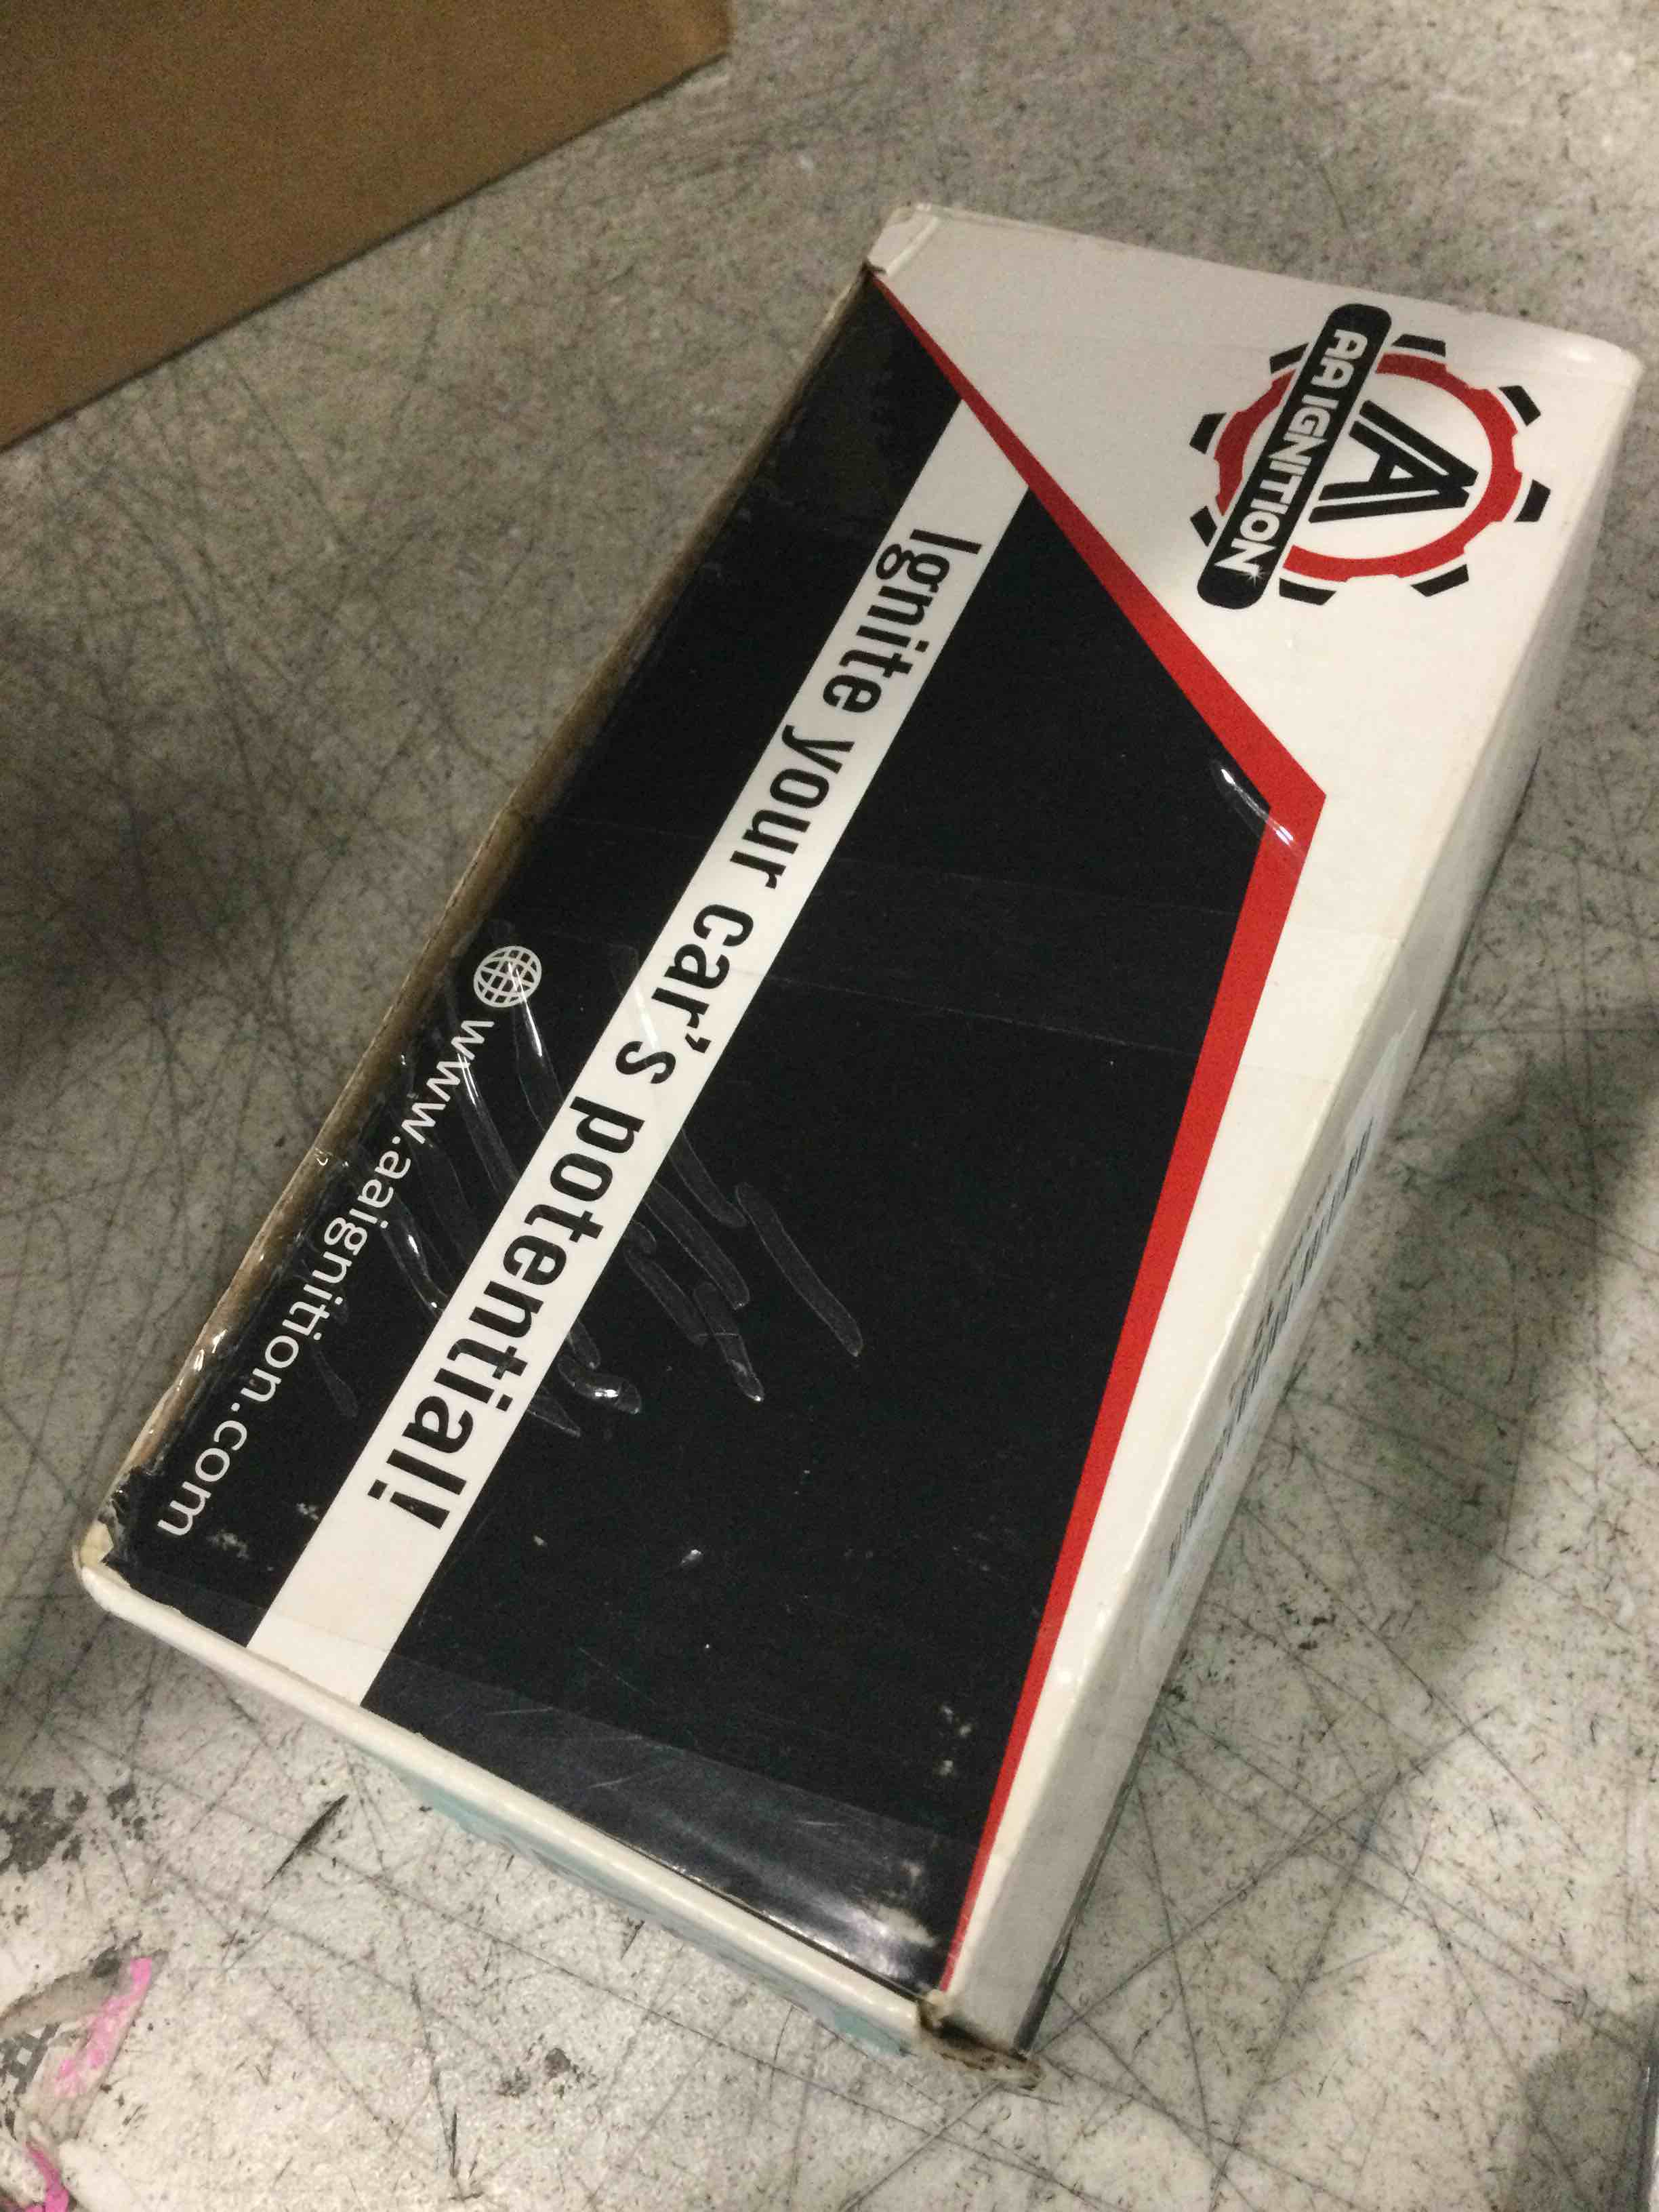 A
AA IGNITION
Ignite your car's potential!
www.aaignition.com